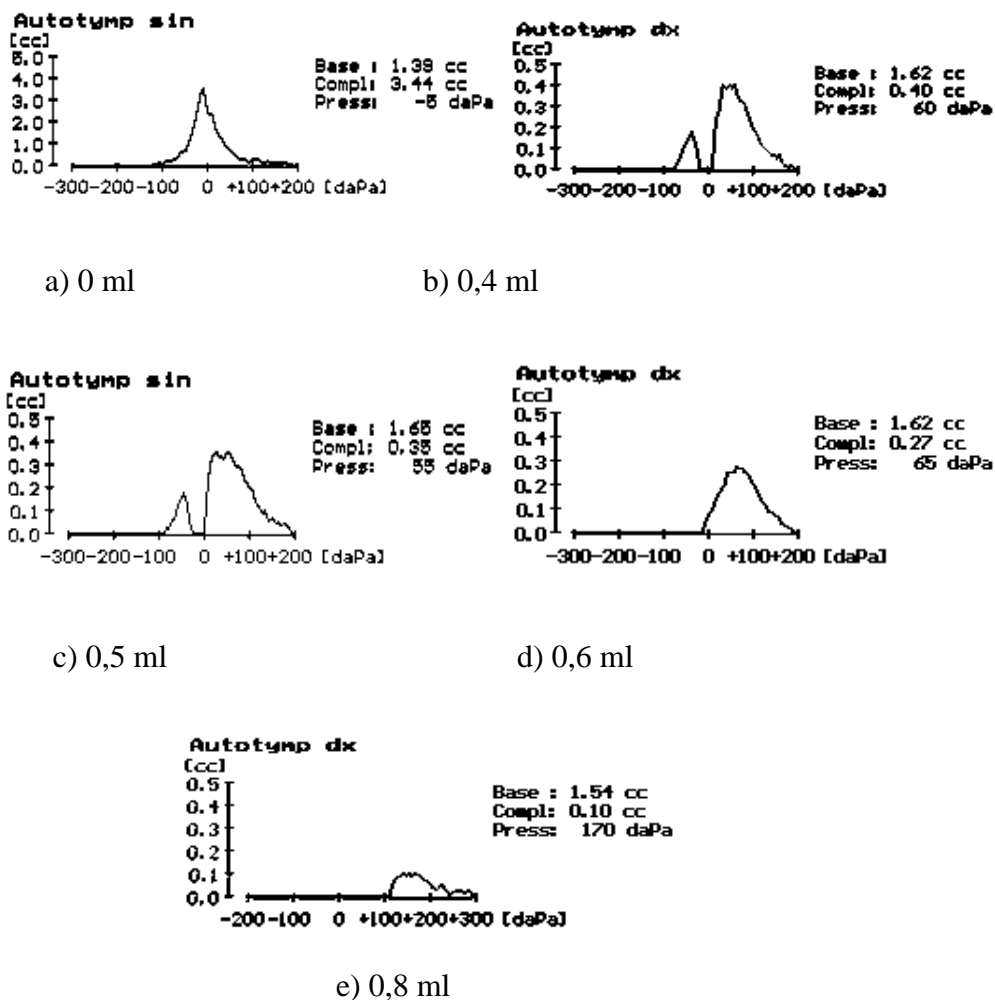 Autotymp sin
[cc]
5.0
4.0
3.0
2.0
1.0
0.0
-300-200-100 0 +100+200 [daPa]
Base : 1.39 cc
Compl: 3.44 cc
Press: -5 daPa
a) 0 ml
Autotymp dx
[cc]
0.5
0.4
0.3
0.2
0.1
0.0
-300-200-100 0 +100+200 [daPa]
Base : 1.62 cc
Compl: 0.40 cc
Press: 60 daPa
b) 0,4 ml
Autotymp sin
[cc]
0.5
0.4
0.3
0.2
0.1
0.0
-300-200-100 0 +100+200 [daPa]
Base : 1.65 cc
Compl: 0.35 cc
Press: 55 daPa
c) 0,5 ml
Autotymp dx
[cc]
0.5
0.4
0.3
0.2
0.1
0.0
-300-200-100 0 +100+200 [daPa]
Base : 1.62 cc
Compl: 0.27 cc
Press: 65 daPa
d) 0,6 ml
Autotymp dx
[cc]
0.5
0.4
0.3
0.2
0.1
0.0
-200-100 0 +100+200+300 [daPa]
Base : 1.54 cc
Compl: 0.10 cc
Press: 170 daPa
e) 0,8 ml